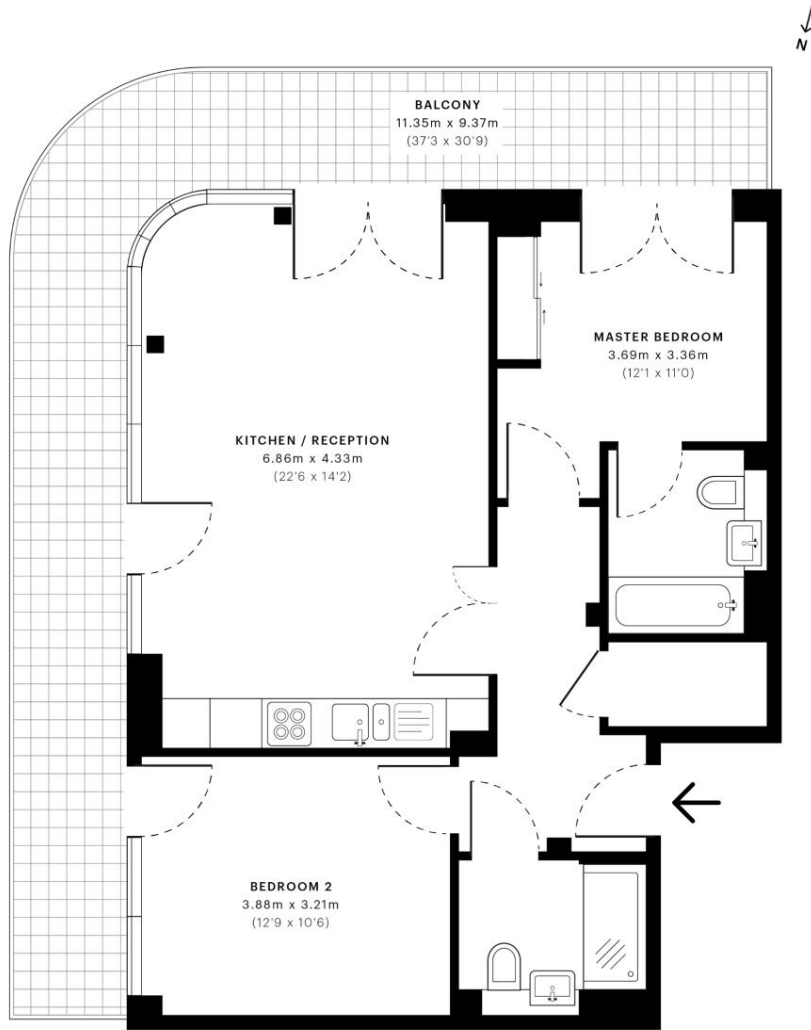 N
BALCONY
11.35m x 9.37m
(37'3 x 30'9)
MASTER BEDROOM
3.69m x 3.36m
(12'1 x 11'0)
KITCHEN / RECEPTION
6.86m x 4.33m
(22'6 x 14'2)
BEDROOM 2
3.88m x 3.21m
(12'9 x 10'6)